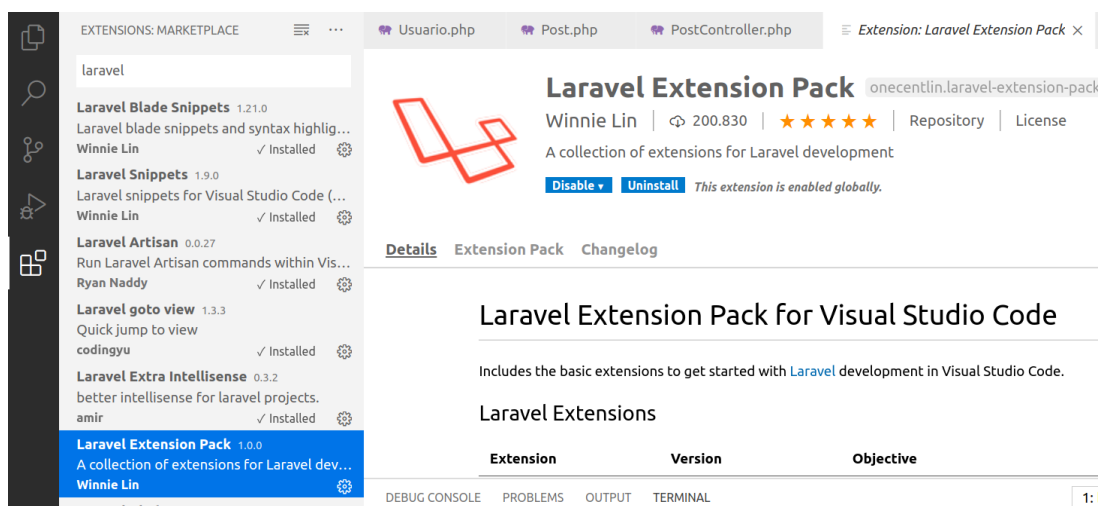 EXTENSIONS: MARKETPLACE
laravel
Laravel Blade Snippets 1.21.0
Laravel blade snippets and syntax highlig...
Winnie Lin ✓ Installed
Laravel Snippets 1.9.0
Laravel snippets for Visual Studio Code (...
Winnie Lin ✓ Installed
Laravel Artisan 0.0.27
Run Laravel Artisan commands within Vis...
Ryan Naddy ✓ Installed
Laravel goto view 1.3.3
Quick jump to view
codingyu ✓ Installed
Laravel Extra Intellisense 0.3.2
better intellisense for laravel projects.
amir ✓ Installed
Laravel Extension Pack 1.0.0
A collection of extensions for Laravel dev...
Winnie Lin
Usuario.php Post.php PostController.php Extension: Laravel Extension Pack ×
Laravel Extension Pack onecentlin.laravel-extension-pack
Winnie Lin | 200.830 | ★★★★★ | Repository | License
A collection of extensions for Laravel development
Disable ▾ Uninstall This extension is enabled globally.
Details Extension Pack Changelog
Laravel Extension Pack for Visual Studio Code
Includes the basic extensions to get started with Laravel development in Visual Studio Code.
Laravel Extensions
Extension Version Objective
DEBUG CONSOLE PROBLEMS OUTPUT TERMINAL 1: